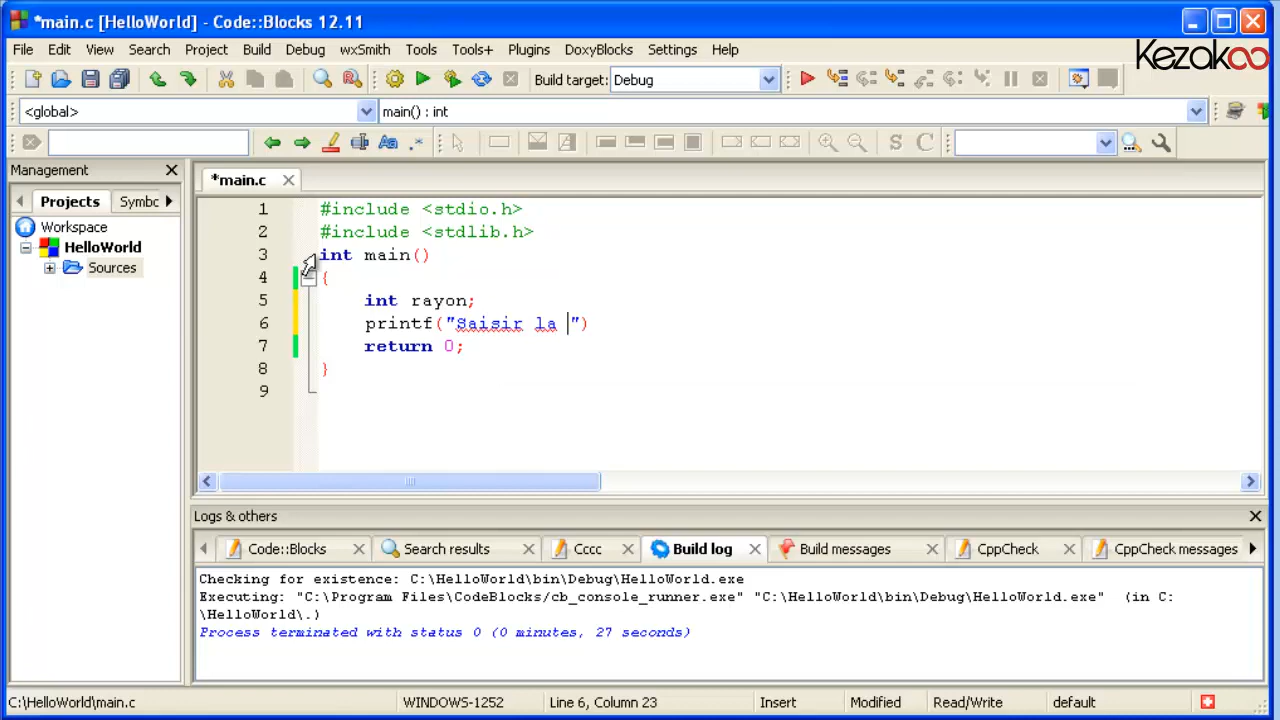 *main.c [HelloWorld] - Code::Blocks 12.11
File Edit View Search Project Build Debug wxSmith Tools Tools+ Plugins DoxyBlocks Settings Help
Kezakoo
Build target: Debug
<global> main() : int
Management
Projects Symbo
Workspace
HelloWorld
Sources
*main.c
1 #include <stdio.h>
2 #include <stdlib.h>
3 int main()
4 {
5 int rayon;
6 printf("Saisir la ")
7 return 0;
8 }
9
Logs & others
Code::Blocks Search results Cccc Build log Build messages CppCheck CppCheck messages
Checking for existence: C:\HelloWorld\bin\Debug\HelloWorld.exe
Executing: "C:\Program Files\CodeBlocks/cb_console_runner.exe" "C:\HelloWorld\bin\Debug\HelloWorld.exe" (in C:
\HelloWorld\.)
Process terminated with status 0 (0 minutes, 27 seconds)
C:\HelloWorld\main.c WINDOWS-1252 Line 6, Column 23 Insert Modified Read/Write default